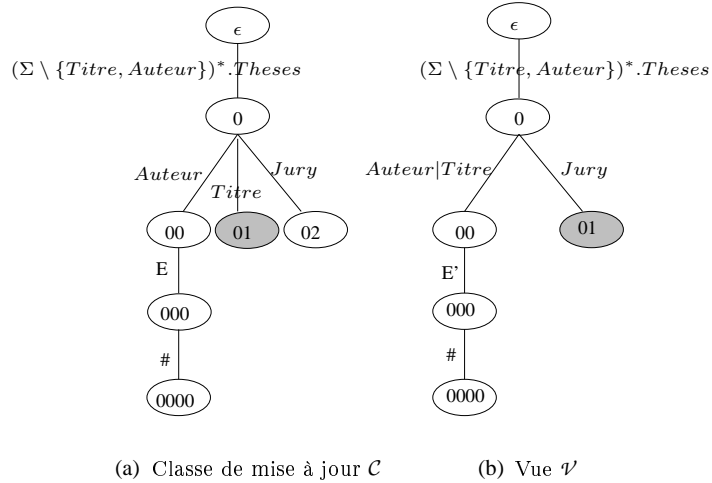 ϵ ϵ
(Σ \ {Titre, Auteur})*.Theses (Σ \ {Titre, Auteur})*.Theses
0 0
Auteur Titre Jury Auteur|Titre Jury
00 01 02 00 01
E E'
000 000
# #
0000 0000
(a) Classe de mise à jour C (b) Vue V